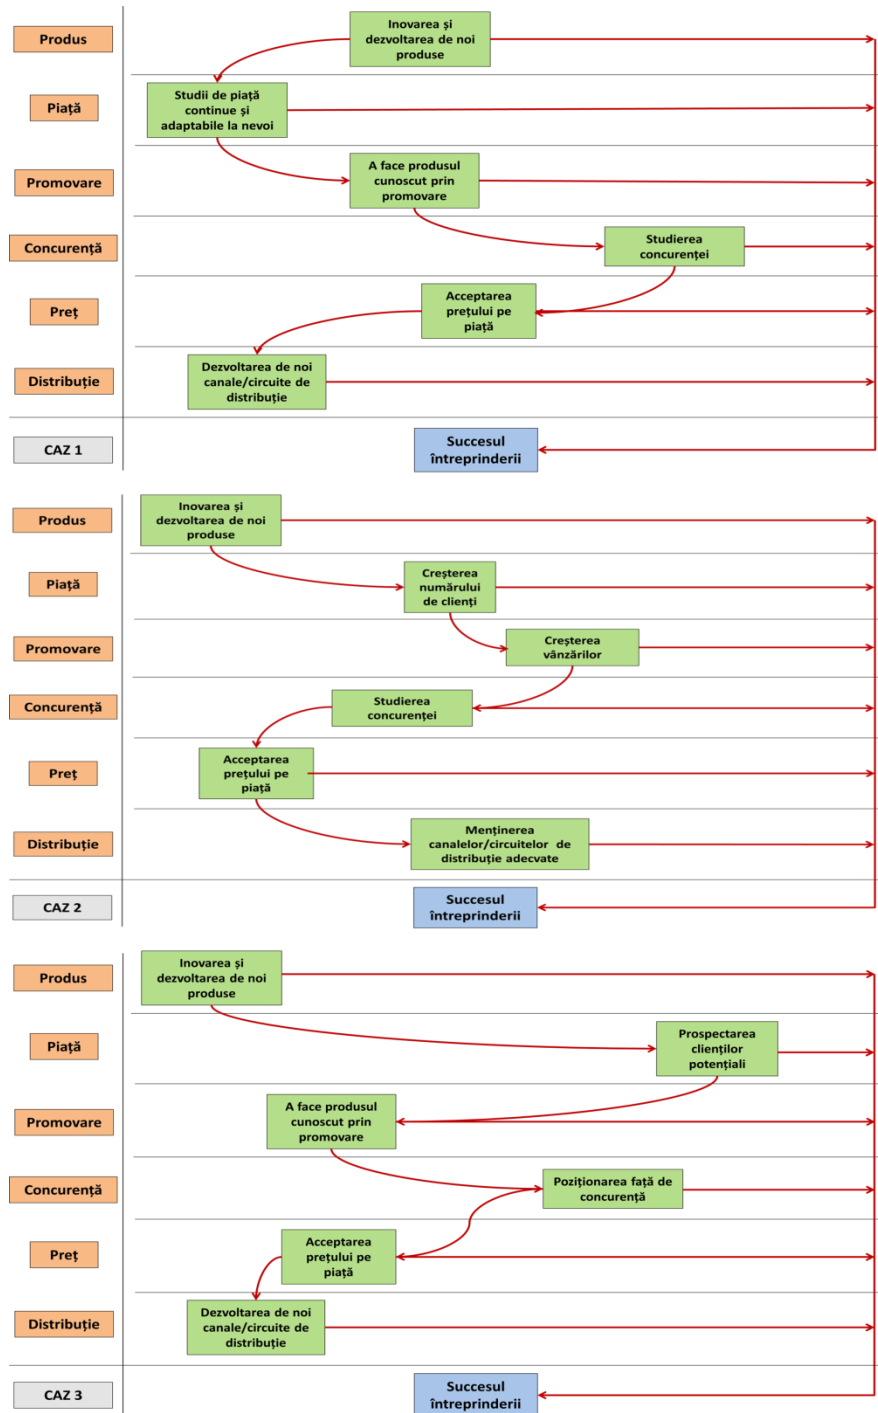 Produs
Inovarea și
dezvoltarea de noi
produse
Piață
Studii de piață
continue și
adaptabile la nevoi
Promovare
A face produsul
cunoscut prin
promovare
Concurență
Studierea
concurenței
Preț
Acceptarea
prețului pe
piață
Distribuție
Dezvoltarea de noi
canale/circuite de
distribuție
CAZ 1
Succesul
întreprinderii
Produs
Inovarea și
dezvoltarea de noi
produse
Piață
Creșterea
numărului
de clienți
Promovare
Creșterea
vânzărilor
Concurență
Studierea
concurenței
Preț
Acceptarea
prețului pe
piață
Distribuție
Menținerea
canalelor/circuitelor de
distribuție adecvate
CAZ 2
Succesul
întreprinderii
Produs
Inovarea și
dezvoltarea de noi
produse
Piață
Prospectarea
clienților
potențiali
Promovare
A face produsul
cunoscut prin
promovare
Concurență
Poziționarea față de
concurență
Preț
Acceptarea
prețului pe
piață
Distribuție
Dezvoltarea de noi
canale/circuite de
distribuție
CAZ 3
Succesul
întreprinderii